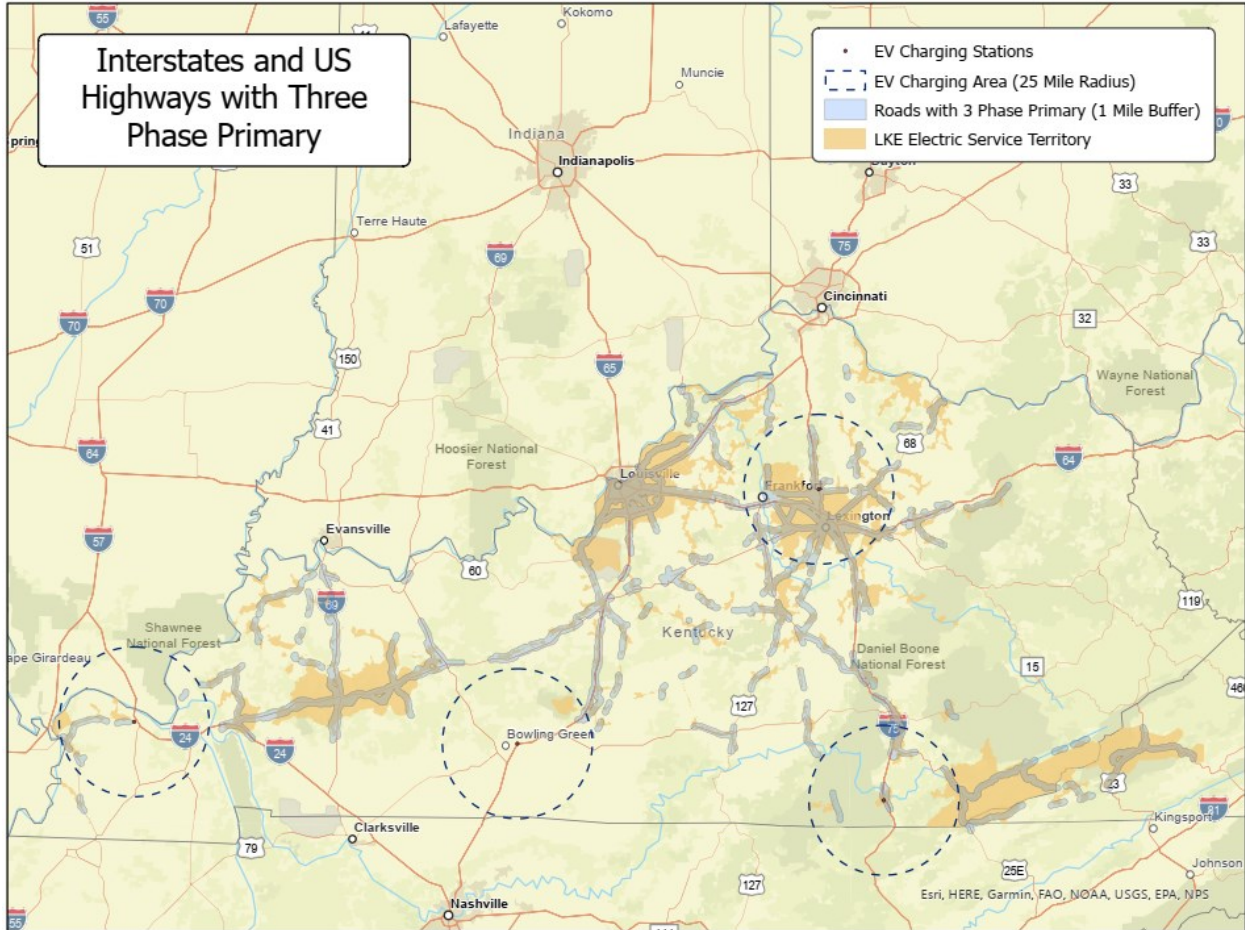 Interstates and US
Highways with Three
Phase Primary
EV Charging Stations
EV Charging Area (25 Mile Radius)
Roads with 3 Phase Primary (1 Mile Buffer)
LKE Electric Service Territory
55
Kokomo
Lafayette
Muncie
Indiana
Indianapolis
Dayton
33
Terre Haute
51
69
75
33
70
70
Cincinnati
32
150
65
Wayne National
Forest
41
68
64
Hoosier National
Forest
64
Louisville
Frankfort
Lexington
Evansville
57
60
69
119
Shawnee
National Forest
Kentucky
ape Girardeau
Daniel Boone
National Forest
15
460
127
24
24
Bowling Green
75
23
81
Clarksville
Kingsport
79
25E
Johnson
127
Nashville
55
Esri, HERE, Garmin, FAO, NOAA, USGS, EPA, NPS